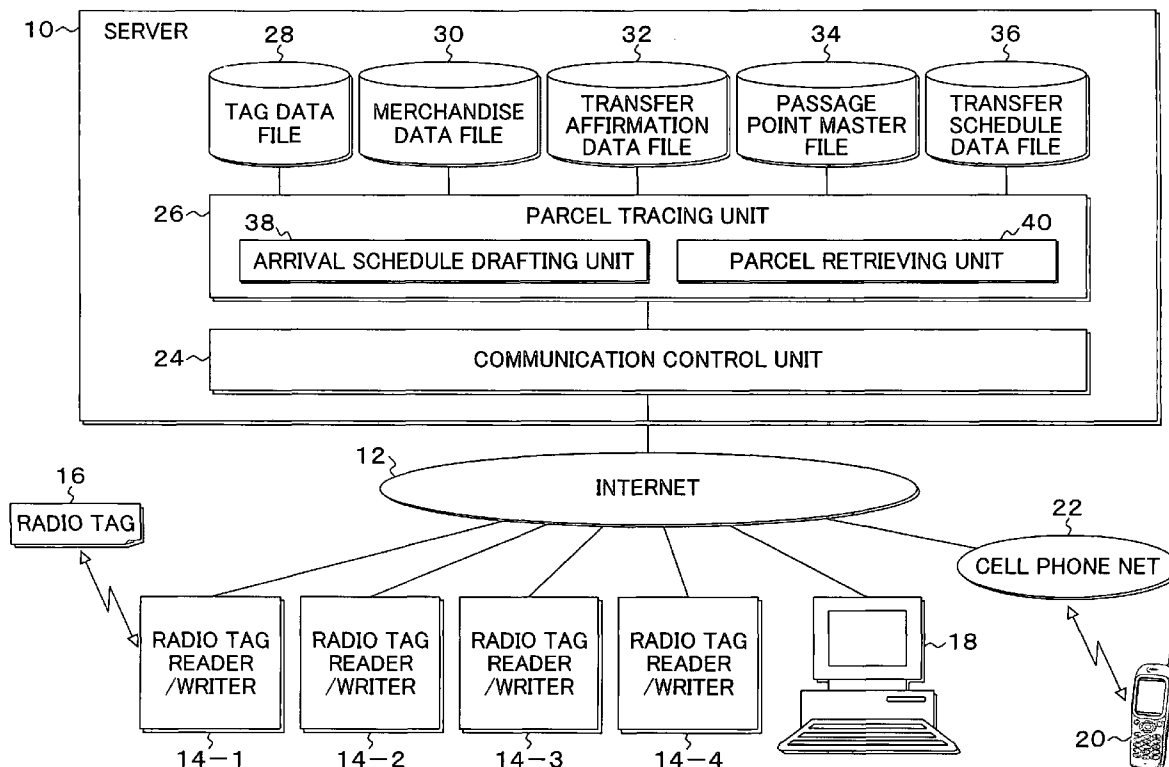 10
SERVER
28
30
32
34
36
TAG DATA
FILE
MERCHANDISE
DATA FILE
TRANSFER
AFFIRMATION
DATA FILE
PASSAGE
POINT MASTER
FILE
TRANSFER
SCHEDULE
DATA FILE
26
PARCEL TRACING UNIT
38
40
ARRIVAL SCHEDULE DRAFTING UNIT
PARCEL RETRIEVING UNIT
24
COMMUNICATION CONTROL UNIT
12
INTERNET
16
RADIO TAG
22
CELL PHONE NET
RADIO TAG
READER
/WRITER
RADIO TAG
READER
/WRITER
RADIO TAG
READER
/WRITER
RADIO TAG
READER
/WRITER
18
20
14-1
14-2
14-3
14-4